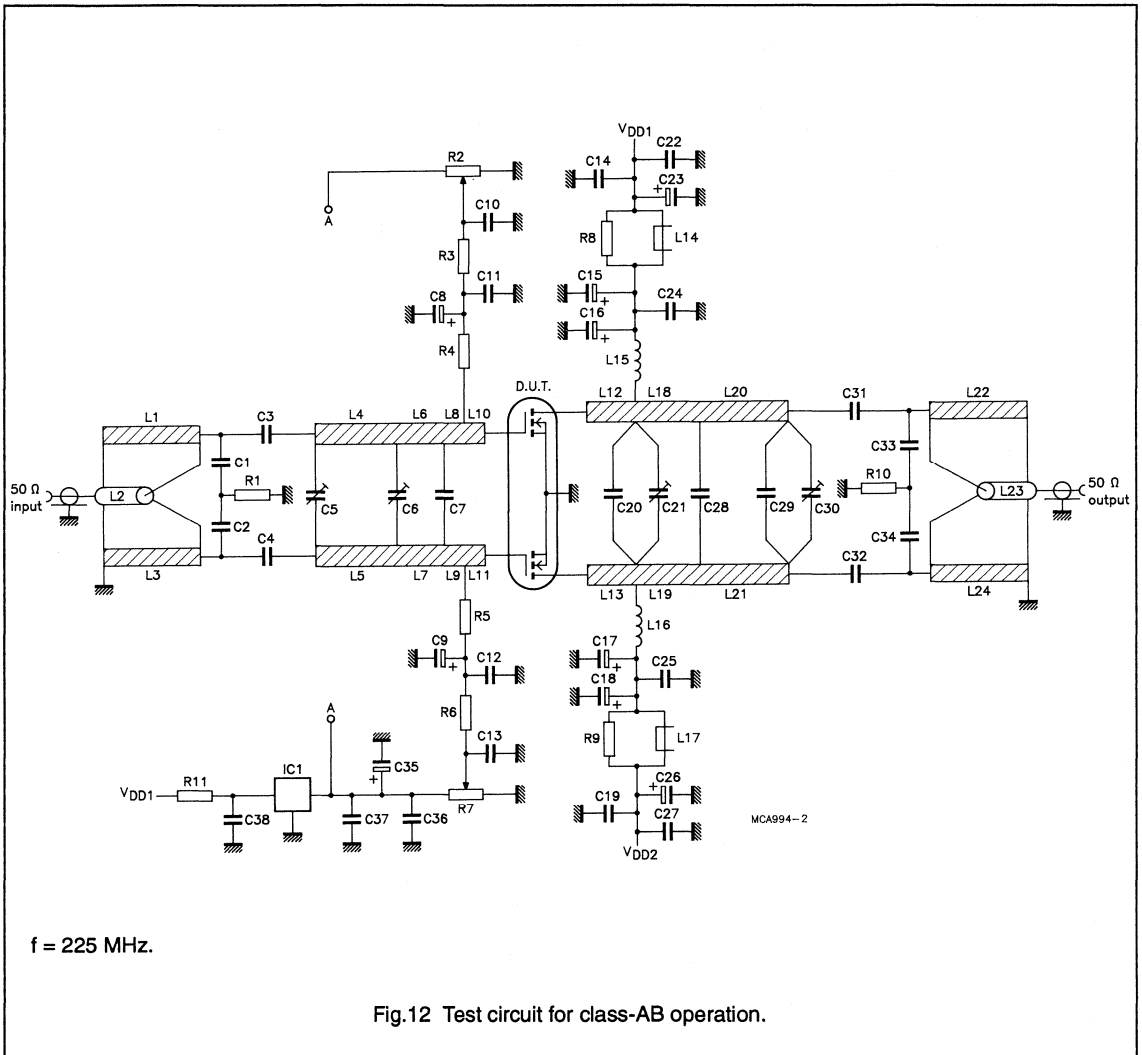 VDD1
C22
C14
C23
+
R2
A
C10
R8
L14
R3
C11
C15
+
C24
C8
+
C16
+
R4
L15
D.U.T.
L12
L18
L20
C31
L22
L1
C3
L4
L6
L8
L10
C33
C1
R1
50 Ω
input
L2
C5
C6
C7
C20
C21
C28
C29
C30
R10
L23
50 Ω
output
C2
C4
C34
C32
L3
L5
L7
L9
L11
L13
L19
L21
L24
R5
L16
C9
+
C12
C17
+
C25
C18
+
R6
R9
L17
A
C13
C35
+
IC1
VDD1
R11
R7
C26
+
C38
C37
C36
C19
C27
MCA994-2
VDD2
f = 225 MHz.
Fig.12 Test circuit for class-AB operation.